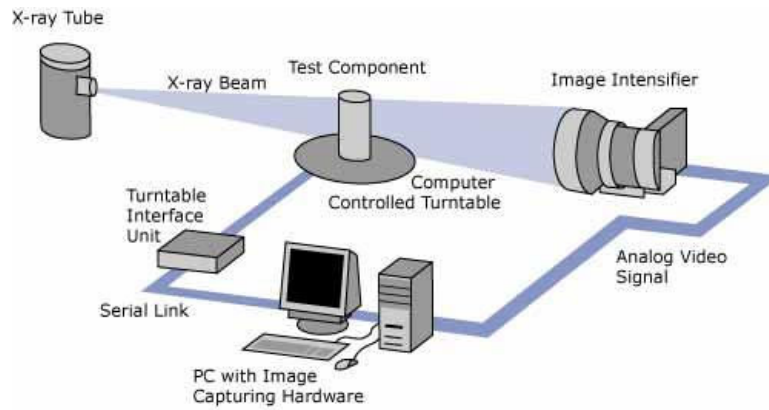 X-ray Tube
X-ray Beam
Test Component
Image Intensifier
Computer
Controlled Turntable
Turntable
Interface
Unit
Analog Video
Signal
Serial Link
PC with Image
Capturing Hardware